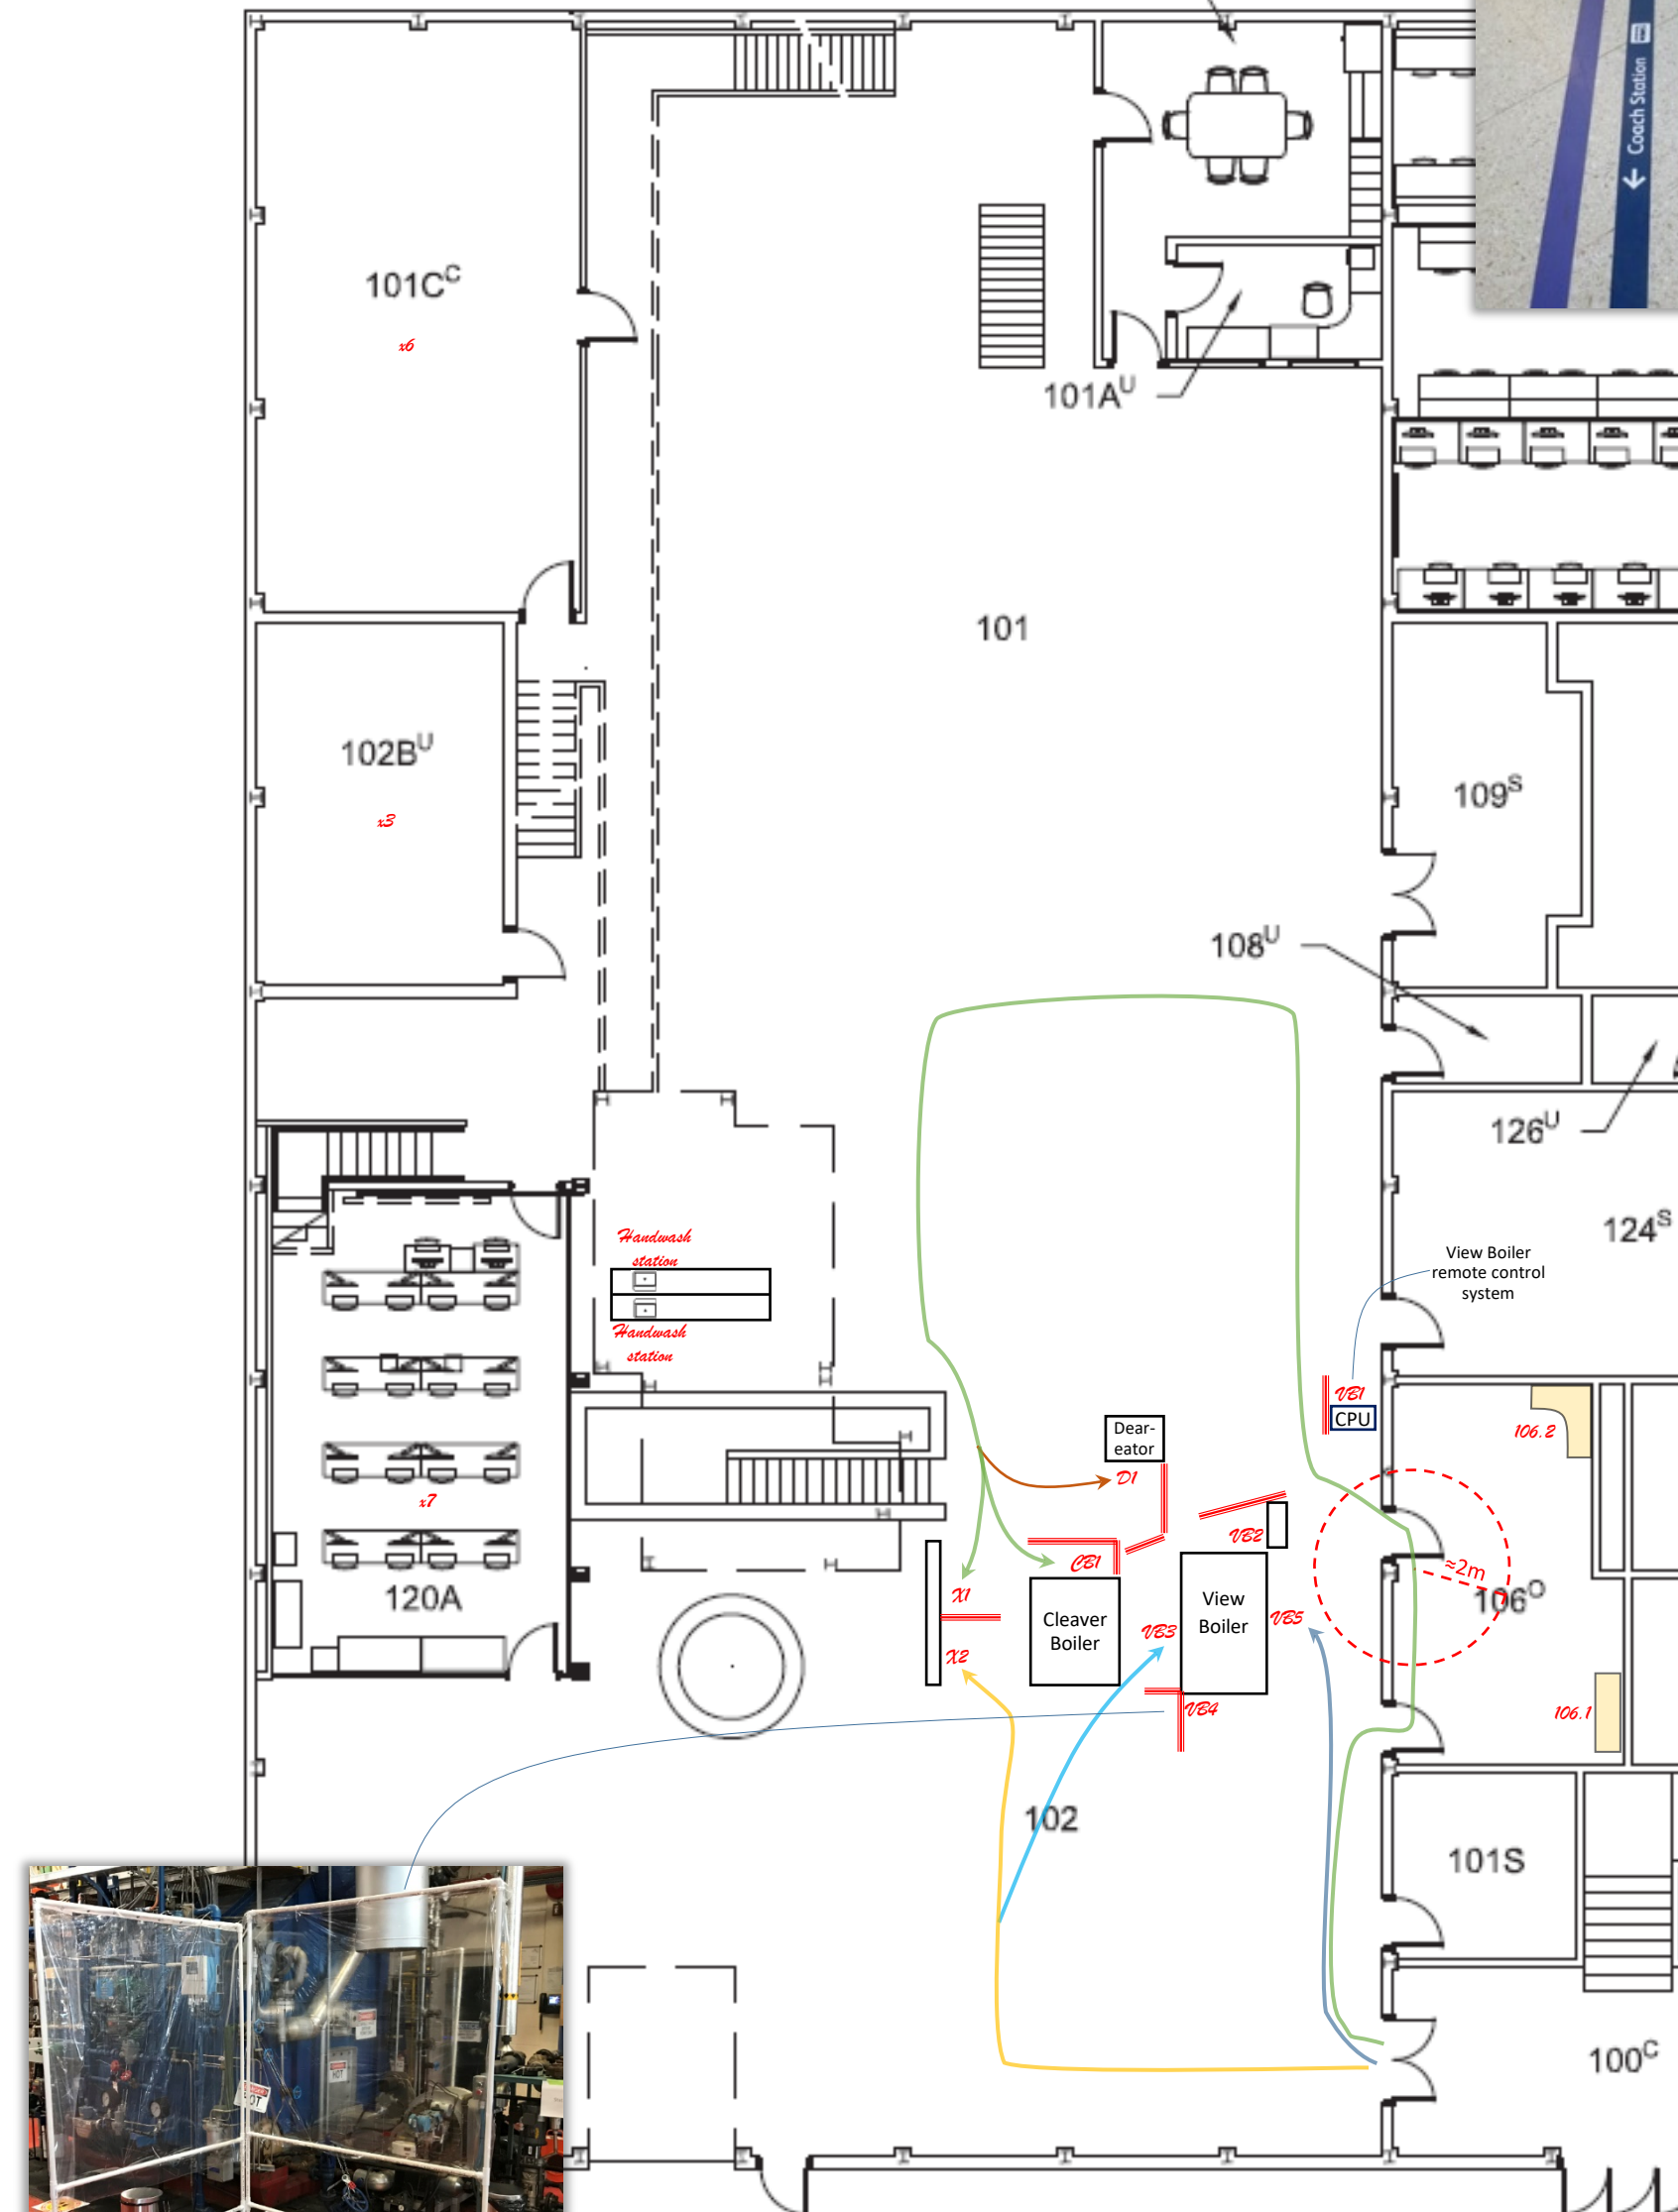 ← Coach Station
101C^C
x6
101A^U
101
102B^U
x3
109^S
108^U
126^U
124^S
Handwash
station
Handwash
station
View Boiler
remote control
system
VB1
CPU
106.2
Dear-
eator
D1
x7
VB2
CB1
≈2m
120A
X1
106^O
View
Boiler
VB5
Cleaver
Boiler
VB3
X2
VB4
106.1
102
101S
100^C
HOT
HOT